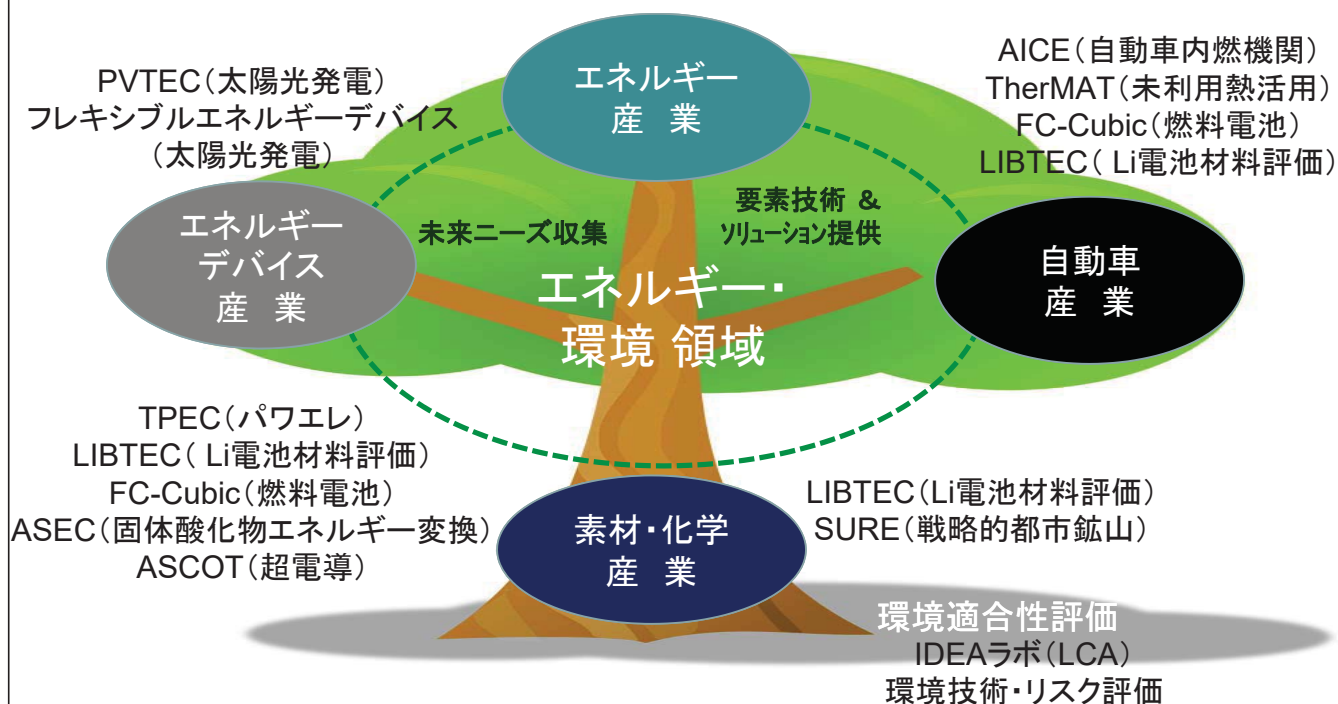 エネルギー
産 業
PVTEC(太陽光発電)
フレキシブルエネルギーデバイス
(太陽光発電)
AICE(自動車内燃機関)
TherMAT(未利用熱活用)
FC-Cubic(燃料電池)
LIBTEC( Li電池材料評価)
エネルギー
デバイス
産 業
未来ニーズ収集
要素技術 &
ソリューション提供
自動車
産 業
エネルギー・
環境 領域
TPEC(パワエレ)
LIBTEC( Li電池材料評価)
FC-Cubic(燃料電池)
ASEC(固体酸化物エネルギー変換)
ASCOT(超電導)
素材・化学
産 業
LIBTEC(Li電池材料評価)
SURE(戦略的都市鉱山)
環境適合性評価
IDEAラボ(LCA)
環境技術・リスク評価